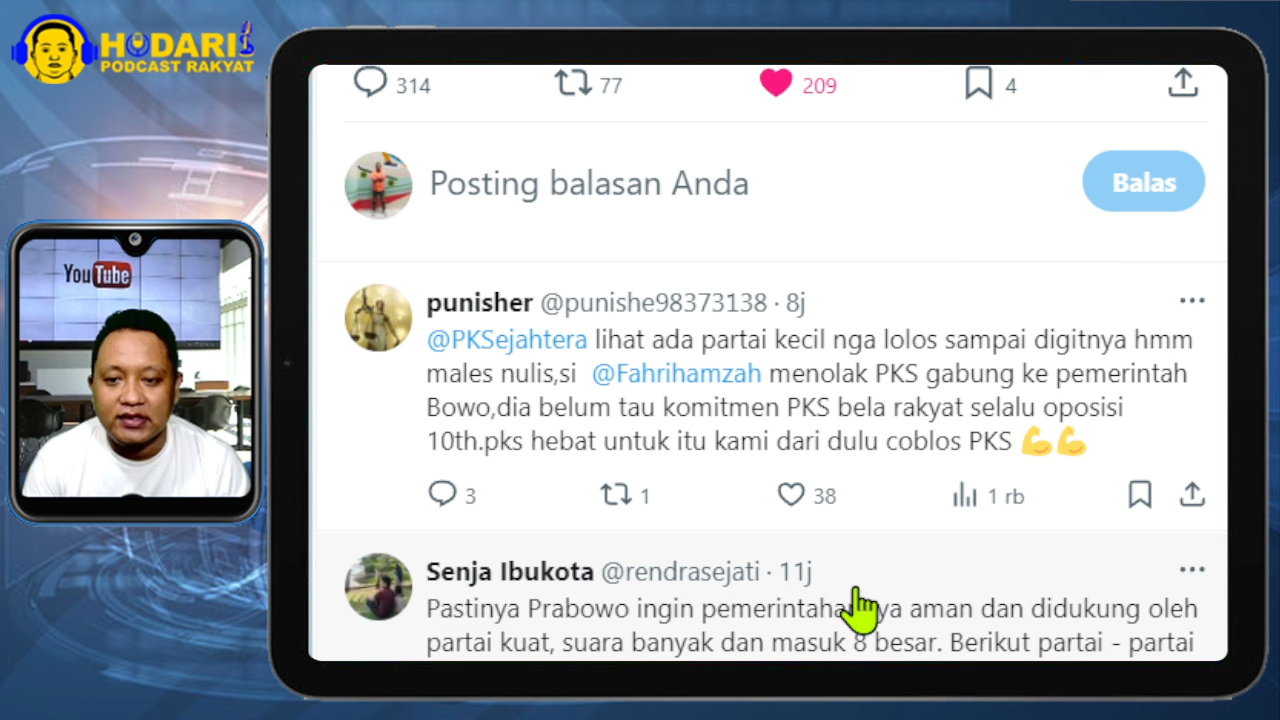 HODARI
PODCAST RAKYAT
YouTube
314 77 209 4
Posting balasan Anda
Balas
punisher @punishe98373138 · 8j
@PKSejahtera lihat ada partai kecil nga lolos sampai digitnya hmm
males nulis,si @Fahrihamzah menolak PKS gabung ke pemerintah
Bowo,dia belum tau komitmen PKS bela rakyat selalu oposisi
10th.pks hebat untuk itu kami dari dulu coblos PKS 💪💪
3 1 38 1 rb
Senja Ibukota @rendrasejati · 11j
Pastinya Prabowo ingin aman dan didukung oleh
partai kuat, suara banyak dan masuk 8 besar. Berikut partai - partai